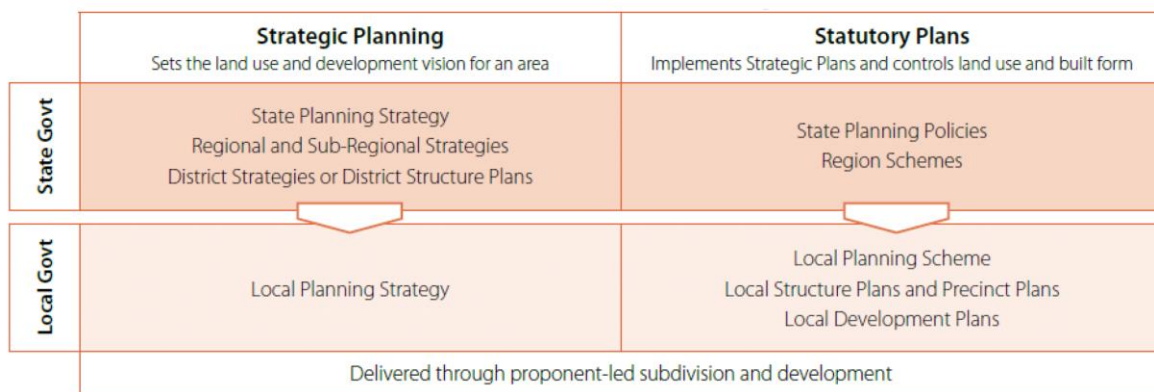 Strategic Planning
Sets the land use and development vision for an area
Statutory Plans
Implements Strategic Plans and controls land use and built form
State Govt
State Planning Strategy
Regional and Sub-Regional Strategies
District Strategies or District Structure Plans
State Planning Policies
Region Schemes
Local Govt
Local Planning Strategy
Local Planning Scheme
Local Structure Plans and Precinct Plans
Local Development Plans
Delivered through proponent-led subdivision and development